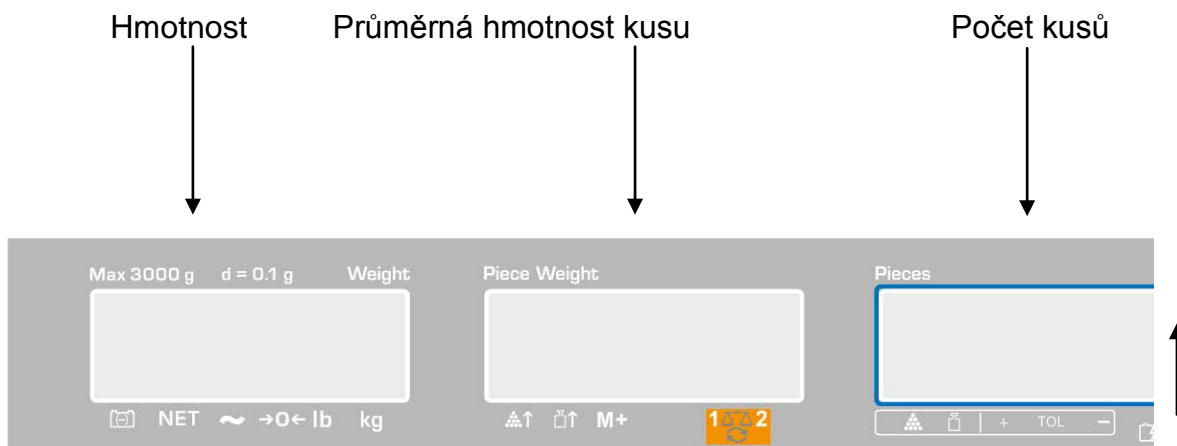 Hmotnost Průměrná hmotnost kusu Počet kusů
Max 3000 g d = 0.1 g Weight Piece Weight Pieces
NET ~ →0← lb kg M+ 1 2 + TOL −